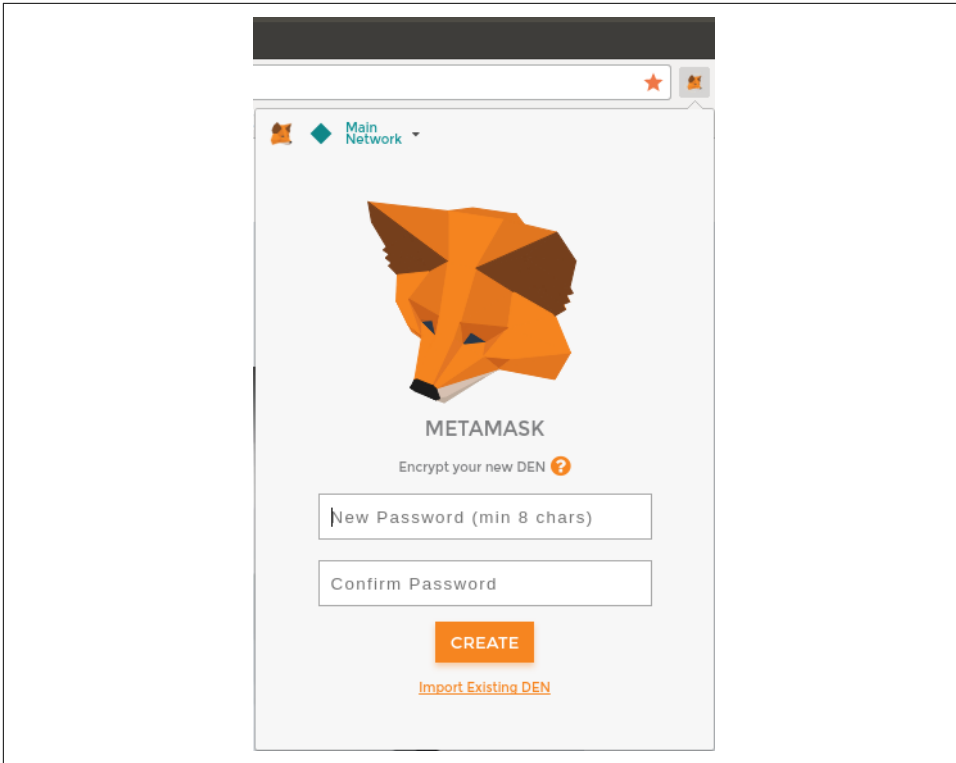 Main
Network
METAMASK
Encrypt your new DEN ?
New Password (min 8 chars)
Confirm Password
CREATE
Import Existing DEN